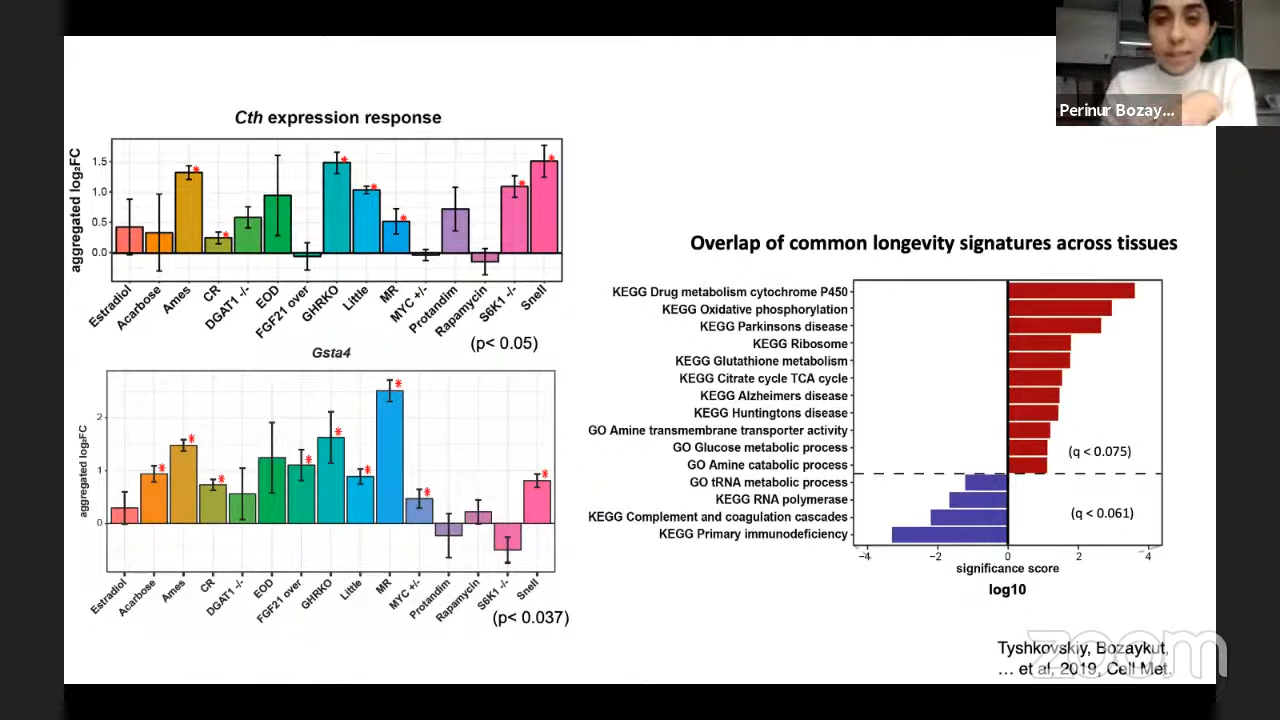 Perinur Bozay...
Cth expression response
aggregated log₂FC
1.5
1.0
0.5
0.0
Estradiol
Acarbose
Ames
CR
DGAT1 -/-
EOD
FGF21 over
GHRKO
Little
MR
MYC +/-
Protandim
Rapamycin
S6K1 -/-
Snell
(p< 0.05)
Gsta4
aggregated log₂FC
2
1
0
Estradiol
Acarbose
Ames
CR
DGAT1 -/-
EOD
FGF21 over
GHRKO
Little
MR
MYC +/-
Protandim
Rapamycin
S6K1 -/-
Snell
(p< 0.037)
Overlap of common longevity signatures across tissues
KEGG Drug metabolism cytochrome P450
KEGG Oxidative phosphorylation
KEGG Parkinsons disease
KEGG Ribosome
KEGG Glutathione metabolism
KEGG Citrate cycle TCA cycle
KEGG Alzheimers disease
KEGG Huntingtons disease
GO Amine transmembrane transporter activity
GO Glucose metabolic process
GO Amine catabolic process
GO tRNA metabolic process
KEGG RNA polymerase
KEGG Complement and coagulation cascades
KEGG Primary immunodeficiency
(q < 0.075)
(q < 0.061)
−4 −2 0 2 4
significance score
log10
Tyshkovskiy, Bozaykut,
… et al, 2019, Cell Met.
zoom